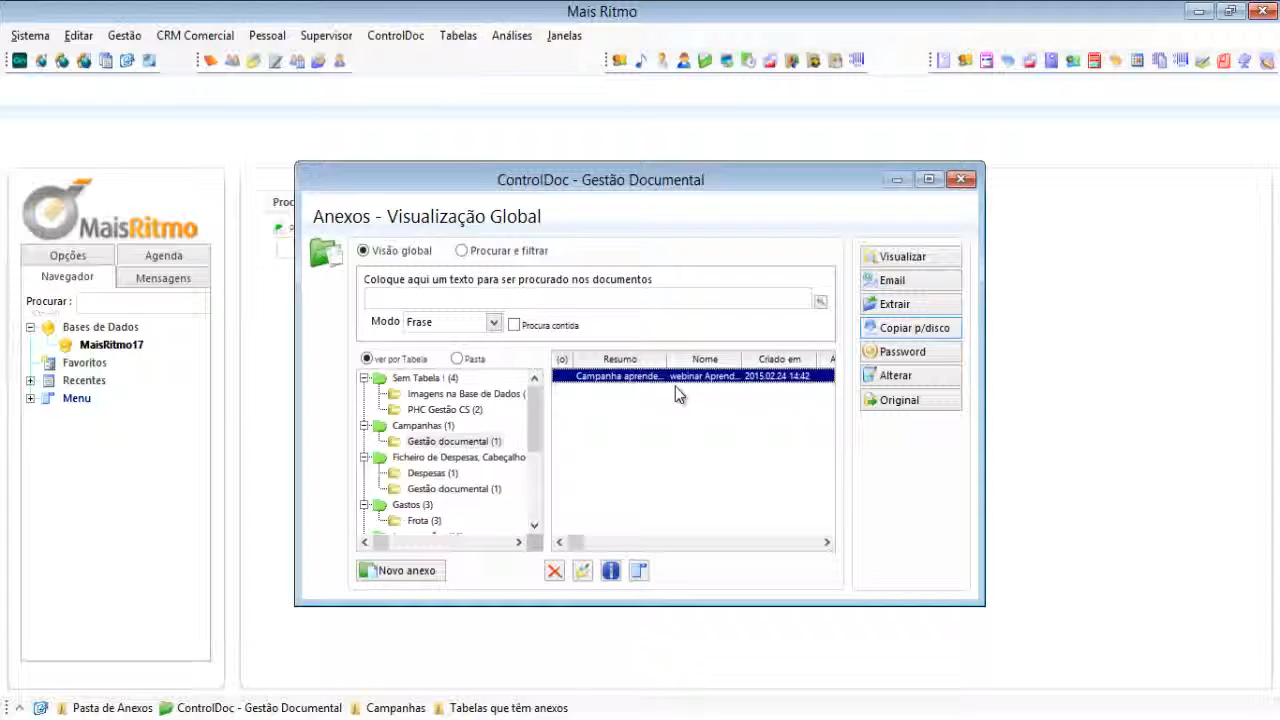 Mais Ritmo
Sistema Editar Gestão CRM Comercial Pessoal Supervisor ControlDoc Tabelas Análises Janelas
MaisRitmo
Opções Agenda
Navegador Mensagens
Procurar :
Bases de Dados
MaisRitmo17
Favoritos
Recentes
Menu
Proc
ControlDoc - Gestão Documental
Anexos - Visualização Global
Visão global Procurar e filtrar
Coloque aqui um texto para ser procurado nos documentos
Modo Frase Procura contida
ver por Tabela Pasta
Sem Tabela ! (4)
Imagens na Base de Dados (
PHC Gestão CS (2)
Campanhas (1)
Gestão documental (1)
Ficheiro de Despesas, Cabeçalho
Despesas (1)
Gestão documental (1)
Gastos (3)
Frota (3)
(o) Resumo Nome Criado em A
Campanha aprende... webinar Aprend... 2015.02.24 14:42
Novo anexo
Visualizar
Email
Extrair
Copiar p/disco
Password
Alterar
Original
Pasta de Anexos ControlDoc - Gestão Documental Campanhas Tabelas que têm anexos